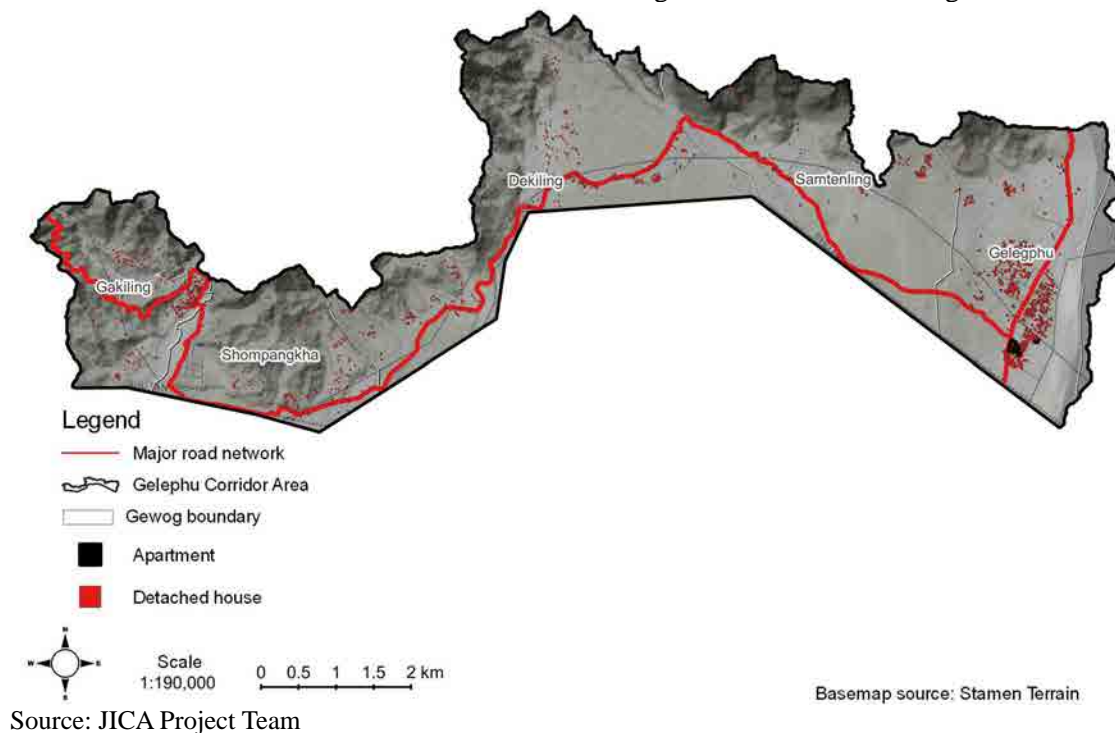 Dekiling
Samtenling
Gelegphu
Gakiling
Shompangkha
Legend
Major road network
Gelephu Corridor Area
Gewog boundary
Apartment
Detached house
N
W E
S
Scale
1:190,000
0 0.5 1 1.5 2 km
Basemap source: Stamen Terrain
Source: JICA Project Team